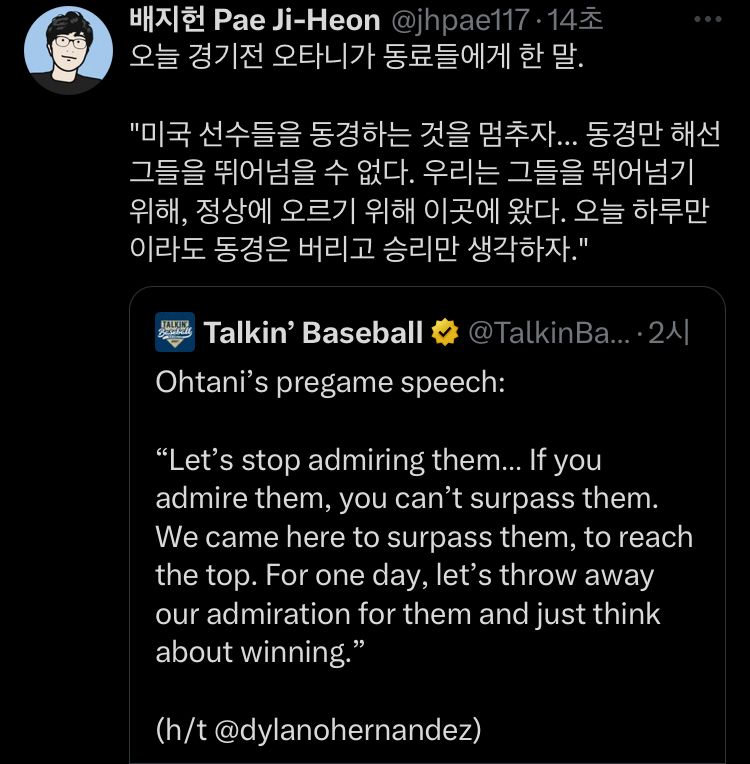 배지헌 Pae Ji-Heon @jhpae117 · 14초
오늘 경기전 오타니가 동료들에게 한 말.
"미국 선수들을 동경하는 것을 멈추자... 동경만 해선
그들을 뛰어넘을 수 없다. 우리는 그들을 뛰어넘기
위해, 정상에 오르기 위해 이곳에 왔다. 오늘 하루만
이라도 동경은 버리고 승리만 생각하자."
TALKIN' Baseball
Talkin’ Baseball @TalkinBa... · 2시
Ohtani’s pregame speech:
“Let’s stop admiring them... If you
admire them, you can’t surpass them.
We came here to surpass them, to reach
the top. For one day, let’s throw away
our admiration for them and just think
about winning.”
(h/t @dylanohernandez)